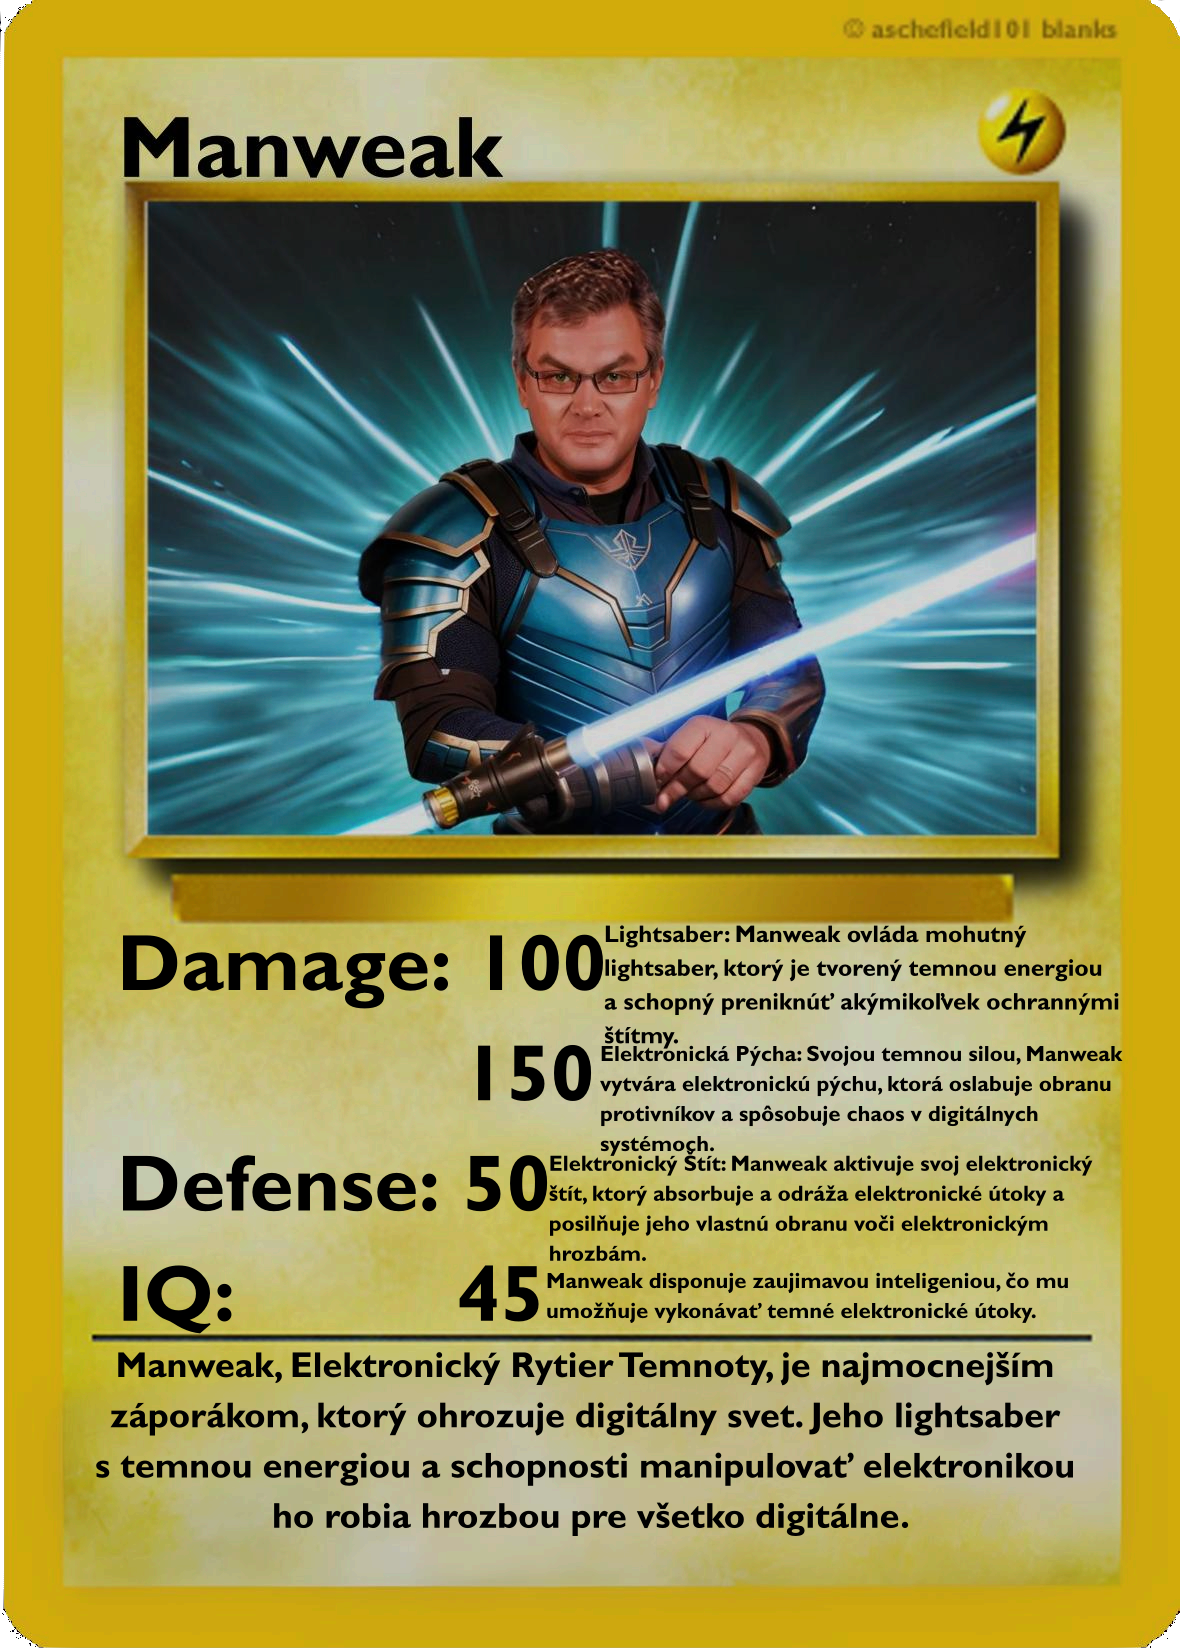 © aschefield101 blanks
Manweak
Damage: 100
Lightsaber: Manweak ovláda mohutný
lightsaber, ktorý je tvorený temnou energiou
a schopný preniknúť akýmikoľvek ochrannými
štítmy.
150
Elektronická Pýcha: Svojou temnou silou, Manweak
vytvára elektronickú pýchu, ktorá oslabuje obranu
protivníkov a spôsobuje chaos v digitálnych
systémoch.
Defense: 50
Elektronický Štít: Manweak aktivuje svoj elektronický
štít, ktorý absorbuje a odráža elektronické útoky a
posilňuje jeho vlastnú obranu voči elektronickým
hrozbám.
IQ: 45
Manweak disponuje zaujimavou inteligeniou, čo mu
umožňuje vykonávať temné elektronické útoky.
Manweak, Elektronický Rytier Temnoty, je najmocnejším
záporákom, ktorý ohrozuje digitálny svet. Jeho lightsaber
s temnou energiou a schopnosti manipulovať elektronikou
ho robia hrozbou pre všetko digitálne.